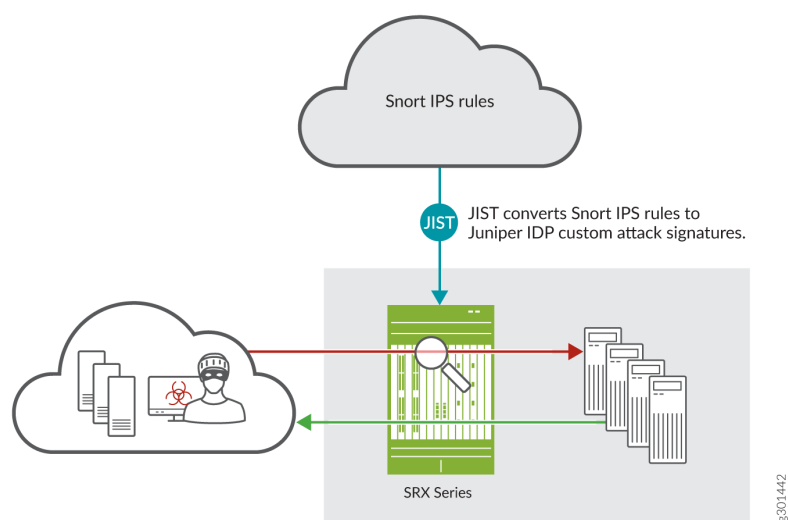 Snort IPS rules
JIST
JIST converts Snort IPS rules to
Juniper IDP custom attack signatures.
SRX Series
g301442